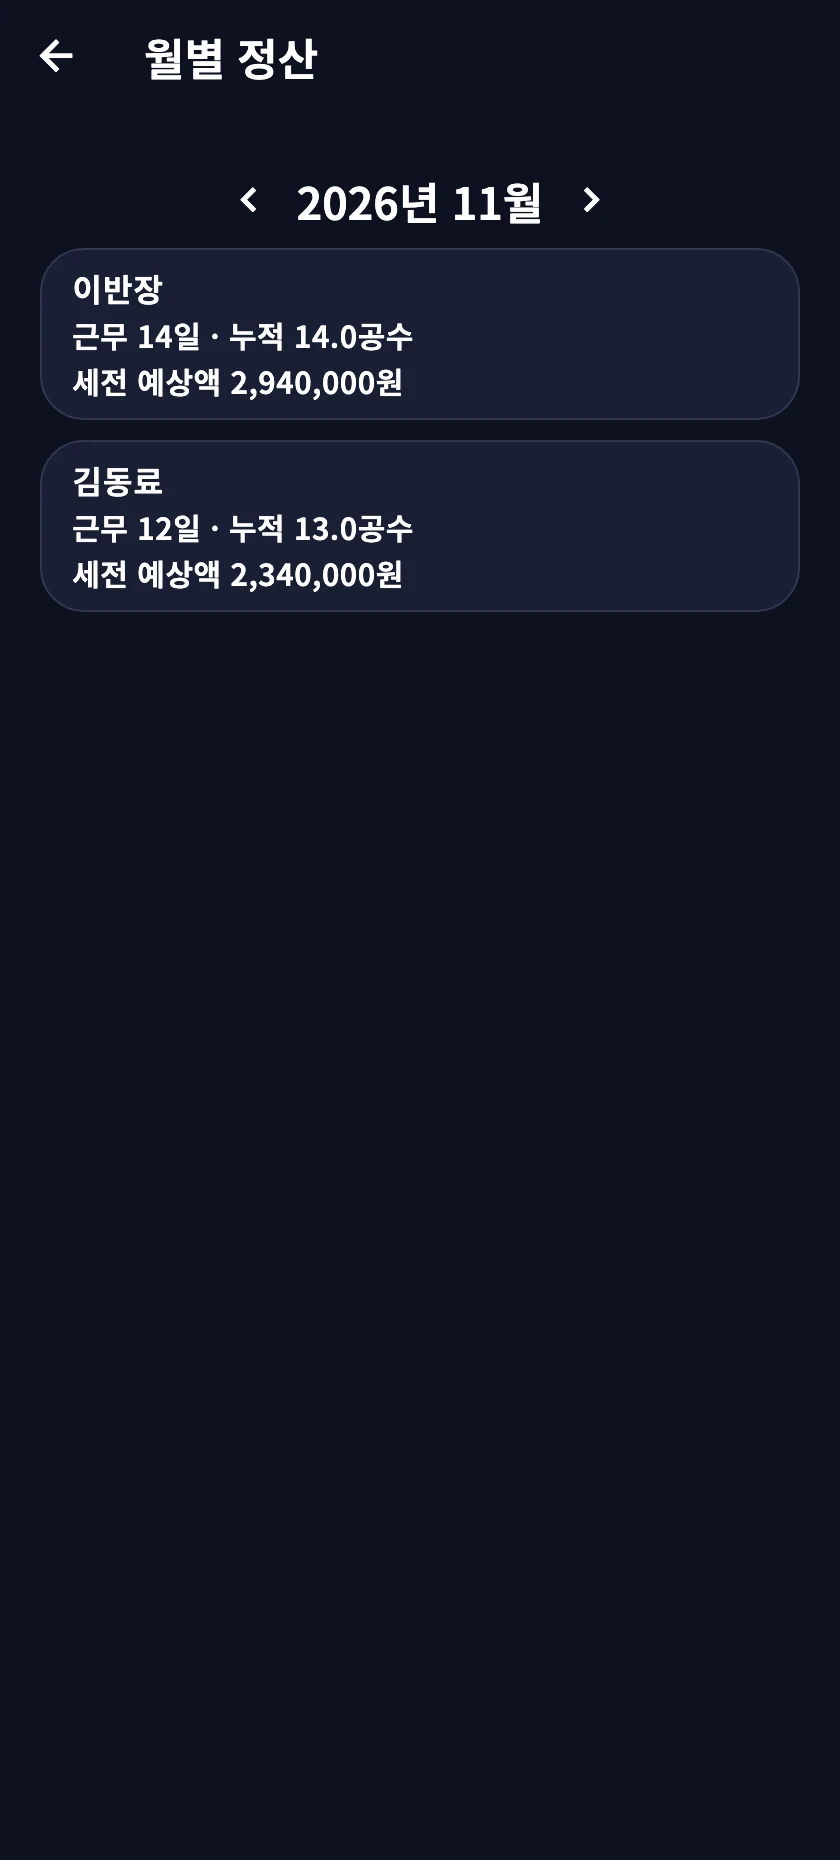 월별 정산
2026년 11월
이반장
근무 14일 · 누적 14.0공수
세전 예상액 2,940,000원
김동료
근무 12일 · 누적 13.0공수
세전 예상액 2,340,000원